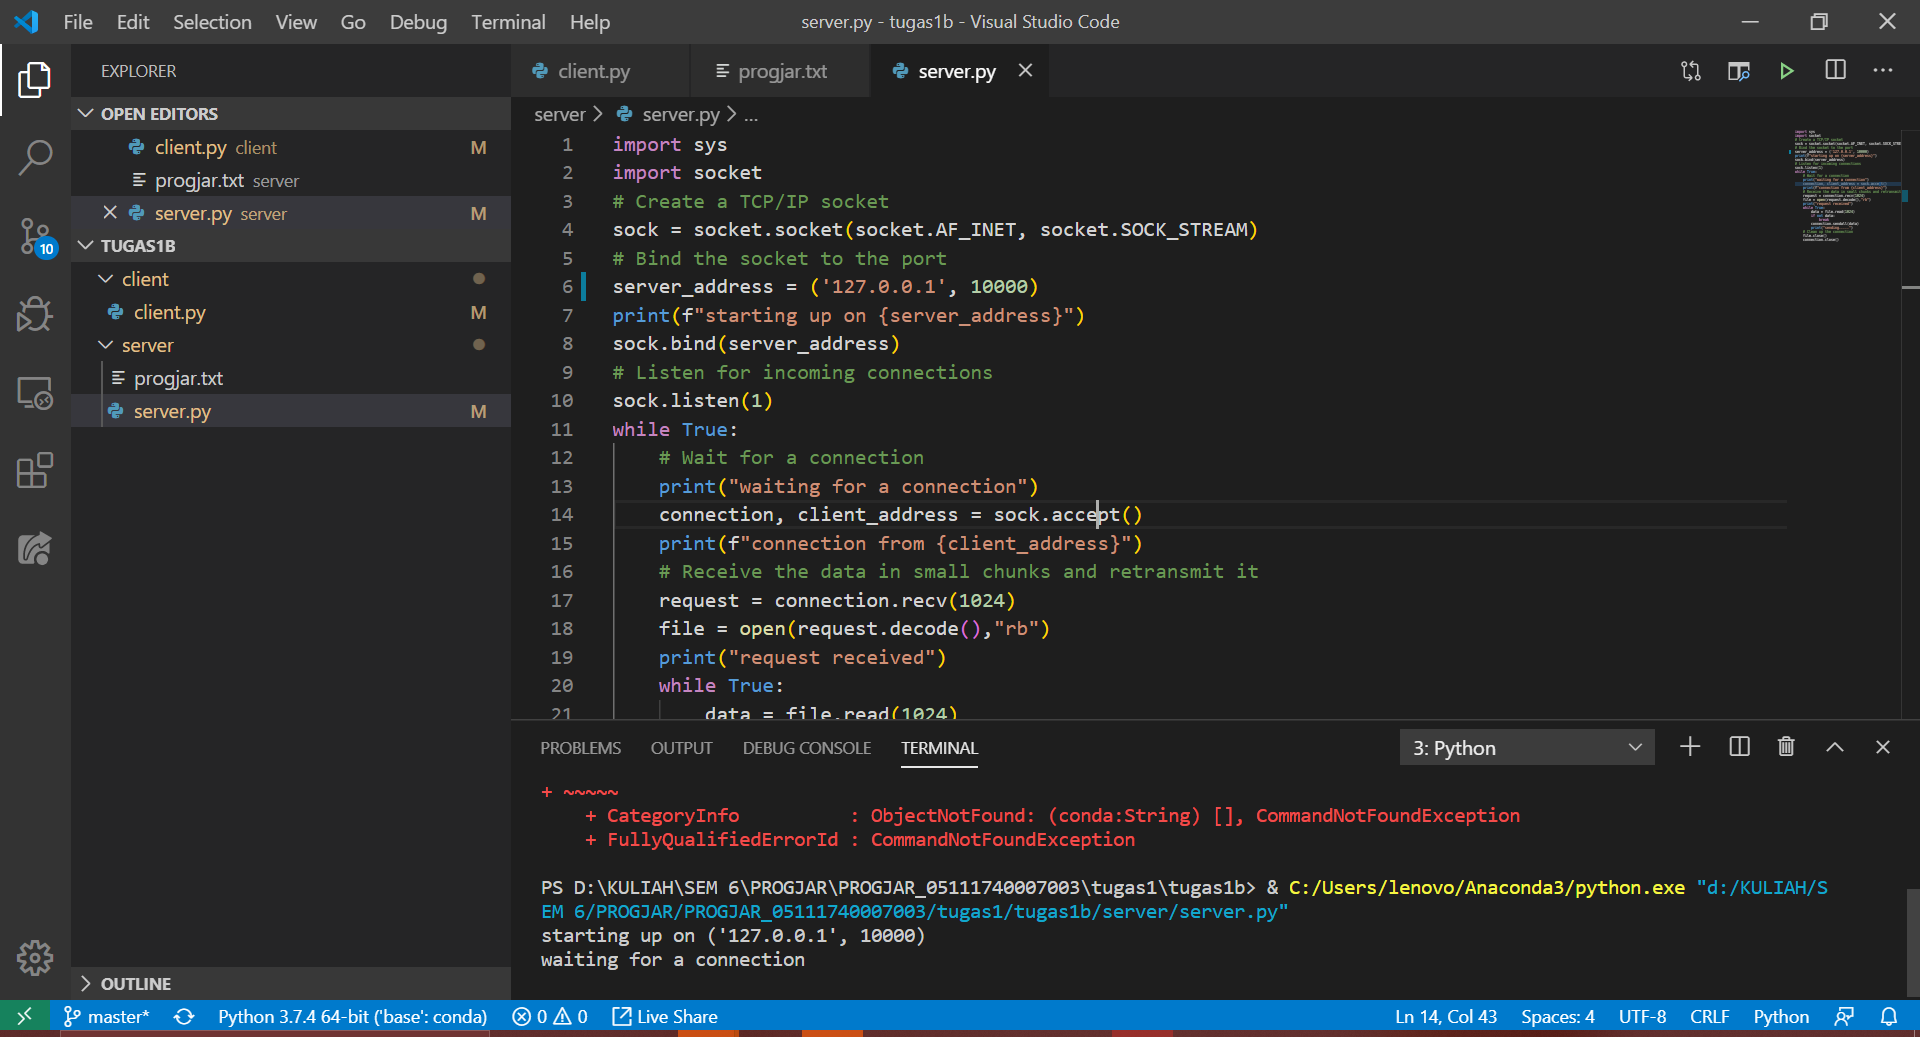 File Edit Selection View Go Debug Terminal Help
server.py - tugas1b - Visual Studio Code
EXPLORER
OPEN EDITORS
client.py client M
progjar.txt server
server.py server M
TUGAS1B
client
client.py M
server
progjar.txt
server.py M
OUTLINE
10
client.py progjar.txt server.py
server > server.py > ...
1 import sys
2 import socket
3 # Create a TCP/IP socket
4 sock = socket.socket(socket.AF_INET, socket.SOCK_STREAM)
5 # Bind the socket to the port
6 server_address = ('127.0.0.1', 10000)
7 print(f"starting up on {server_address}")
8 sock.bind(server_address)
9 # Listen for incoming connections
10 sock.listen(1)
11 while True:
12 # Wait for a connection
13 print("waiting for a connection")
14 connection, client_address = sock.accept()
15 print(f"connection from {client_address}")
16 # Receive the data in small chunks and retransmit it
17 request = connection.recv(1024)
18 file = open(request.decode(),"rb")
19 print("request received")
20 while True:
21 data = file.read(1024)
PROBLEMS OUTPUT DEBUG CONSOLE TERMINAL
3: Python
+ ~~~~~
+ CategoryInfo : ObjectNotFound: (conda:String) [], CommandNotFoundException
+ FullyQualifiedErrorId : CommandNotFoundException
PS D:\KULIAH\SEM 6\PROGJAR\PROGJAR_05111740007003\tugas1\tugas1b> & C:/Users/lenovo/Anaconda3/python.exe "d:/KULIAH/S
EM 6/PROGJAR/PROGJAR_05111740007003/tugas1/tugas1b/server/server.py"
starting up on ('127.0.0.1', 10000)
waiting for a connection
master* Python 3.7.4 64-bit ('base': conda) 0 0 Live Share Ln 14, Col 43 Spaces: 4 UTF-8 CRLF Python